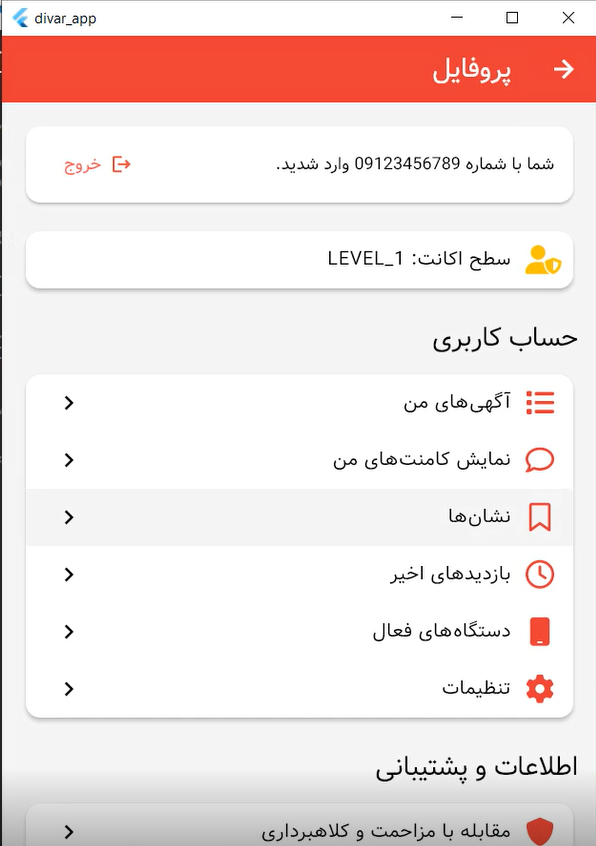 divar_app
پروفایل
شما با شماره 09123456789 وارد شدید.
خروج
سطح اکانت: LEVEL_1
حساب کاربری
آگهی‌های من
نمایش کامنت‌های من
نشان‌ها
بازدیدهای اخیر
دستگاه‌های فعال
تنظیمات
اطلاعات و پشتیبانی
مقابله با مزاحمت و کلاهبرداری